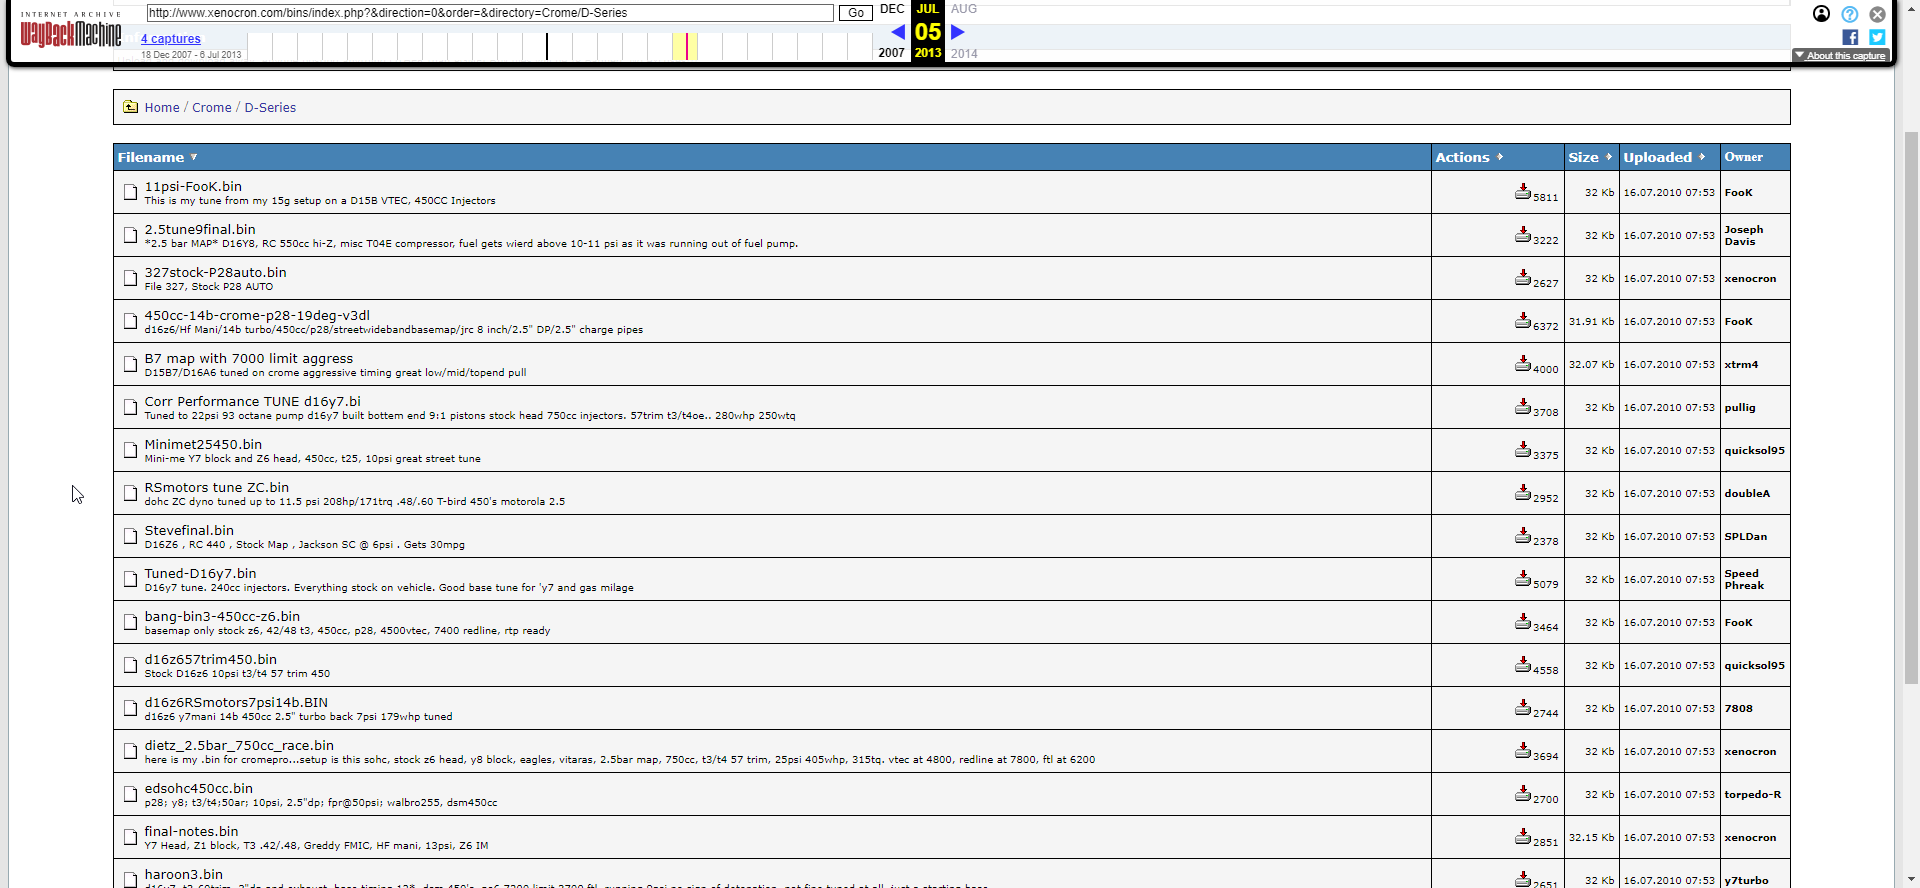 INTERNET ARCHIVE
WayBackMachine
http://www.xenocron.com/bins/index.php?&direction=0&order=&directory=Crome/D-Series
Go
DEC JUL AUG
4 captures
05
18 Dec 2007 - 6 Jul 2013
2007 2013 2014
About this capture
Home / Crome / D-Series
Filename Actions Size Uploaded Owner
11psi-FooK.bin
This is my tune from my 15g setup on a D15B VTEC, 450CC Injectors
5811 32 Kb 16.07.2010 07:53 FooK
2.5tune9final.bin
*2.5 bar MAP* D16Y8, RC 550cc hi-Z, misc T04E compressor, fuel gets wierd above 10-11 psi as it was running out of fuel pump.
3222 32 Kb 16.07.2010 07:53 Joseph Davis
327stock-P28auto.bin
File 327, Stock P28 AUTO
2627 32 Kb 16.07.2010 07:53 xenocron
450cc-14b-crome-p28-19deg-v3dl
d16z6/Hf Mani/14b turbo/450cc/p28/streetwidebandbasemap/jrc 8 inch/2.5" DP/2.5" charge pipes
6372 31.91 Kb 16.07.2010 07:53 FooK
B7 map with 7000 limit aggress
D15B7/D16A6 tuned on crome aggressive timing great low/mid/topend pull
4000 32.07 Kb 16.07.2010 07:53 xtrm4
Corr Performance TUNE d16y7.bi
Tuned to 22psi 93 octane pump d16y7 built bottem end 9:1 pistons stock head 750cc injectors. 57trim t3/t4oe.. 280whp 250wtq
3708 32 Kb 16.07.2010 07:53 pullig
Minimet25450.bin
Mini-me Y7 block and Z6 head, 450cc, t25, 10psi great street tune
3375 32 Kb 16.07.2010 07:53 quicksol95
RSmotors tune ZC.bin
dohc ZC dyno tuned up to 11.5 psi 208hp/171trq .48/.60 T-bird 450's motorola 2.5
2952 32 Kb 16.07.2010 07:53 doubleA
Stevefinal.bin
D16Z6 , RC 440 , Stock Map , Jackson SC @ 6psi . Gets 30mpg
2378 32 Kb 16.07.2010 07:53 SPLDan
Tuned-D16y7.bin
D16y7 tune. 240cc injectors. Everything stock on vehicle. Good base tune for 'y7 and gas milage
5079 32 Kb 16.07.2010 07:53 Speed Phreak
bang-bin3-450cc-z6.bin
basemap only stock z6, 42/48 t3, 450cc, p28, 4500vtec, 7400 redline, rtp ready
3464 32 Kb 16.07.2010 07:53 FooK
d16z657trim450.bin
Stock D16z6 10psi t3/t4 57 trim 450
4558 32 Kb 16.07.2010 07:53 quicksol95
d16z6RSmotors7psi14b.BIN
d16z6 y7mani 14b 450cc 2.5" turbo back 7psi 179whp tuned
2744 32 Kb 16.07.2010 07:53 7808
dietz_2.5bar_750cc_race.bin
here is my .bin for cromepro...setup is this sohc, stock z6 head, y8 block, eagles, vitaras, 2.5bar map, 750cc, t3/t4 57 trim, 25psi 405whp, 315tq. vtec at 4800, redline at 7800, ftl at 6200
3694 32 Kb 16.07.2010 07:53 xenocron
edsohc450cc.bin
p28; y8; t3/t4;50ar; 10psi, 2.5"dp; fpr@50psi; walbro255, dsm450cc
2700 32 Kb 16.07.2010 07:53 torpedo-R
final-notes.bin
Y7 Head, Z1 block, T3 .42/.48, Greddy FMIC, HF mani, 13psi, Z6 IM
2851 32.15 Kb 16.07.2010 07:53 xenocron
haroon3.bin
2651 32 Kb 16.07.2010 07:53 y7turbo